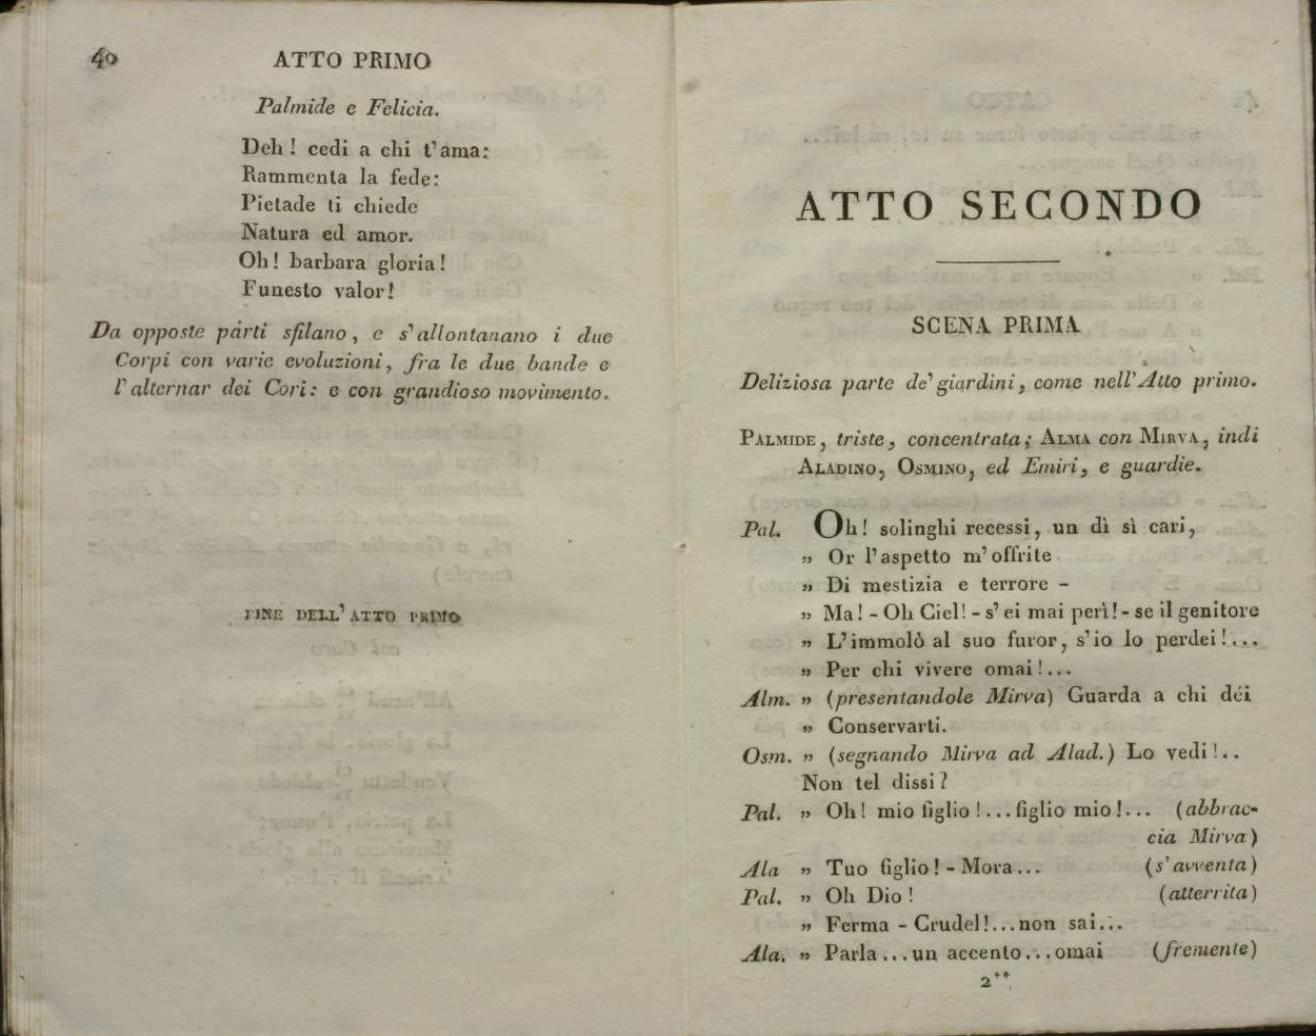 40
ATTO PRIMO
Palmide e Felicia.
Deh! cedi a chi t'ama:
Rammenta la fede:
Pietade ti chiede
Natura ed amor.
Oh! barbara gloria!
Funesto valor!
Da opposte parti sfilano, e s'allontanano i due
Corpi con varie evoluzioni, fra le due bande e
l'alternar dei Cori: e con grandioso movimento.
FINE DELL'ATTO PRIMO
ATTO SECONDO
SCENA PRIMA
Deliziosa parte de' giardini, come nell'Atto primo.
PALMIDE, triste, concentrata; ALMA con MIRVA, indi
ALADINO, OSMINO, ed Emiri, e guardie.
Pal. Oh! solinghi recessi, un dì sì cari,
" Or l'aspetto m'offrite
" Di mestizia e terrore -
" Ma! - Oh Ciel! - s'ei mai perì! - se il genitore
" L'immolò al suo furor, s'io lo perdei!...
" Per chi vivere omai!...
Alm. " (presentandole Mirva) Guarda a chi déi
" Conservarti.
Osm. " (segnando Mirva ad Alad.) Lo vedi!..
Non tel dissi?
Pal. " Oh! mio figlio!...figlio mio!... (abbrac-
cia Mirva)
Ala " Tuo figlio! - Mora... (s'avventa)
Pal. " Oh Dio! (atterrita)
" Ferma - Crudel!...non sai...
Ala. " Parla...un accento...omai (fremente)
2**